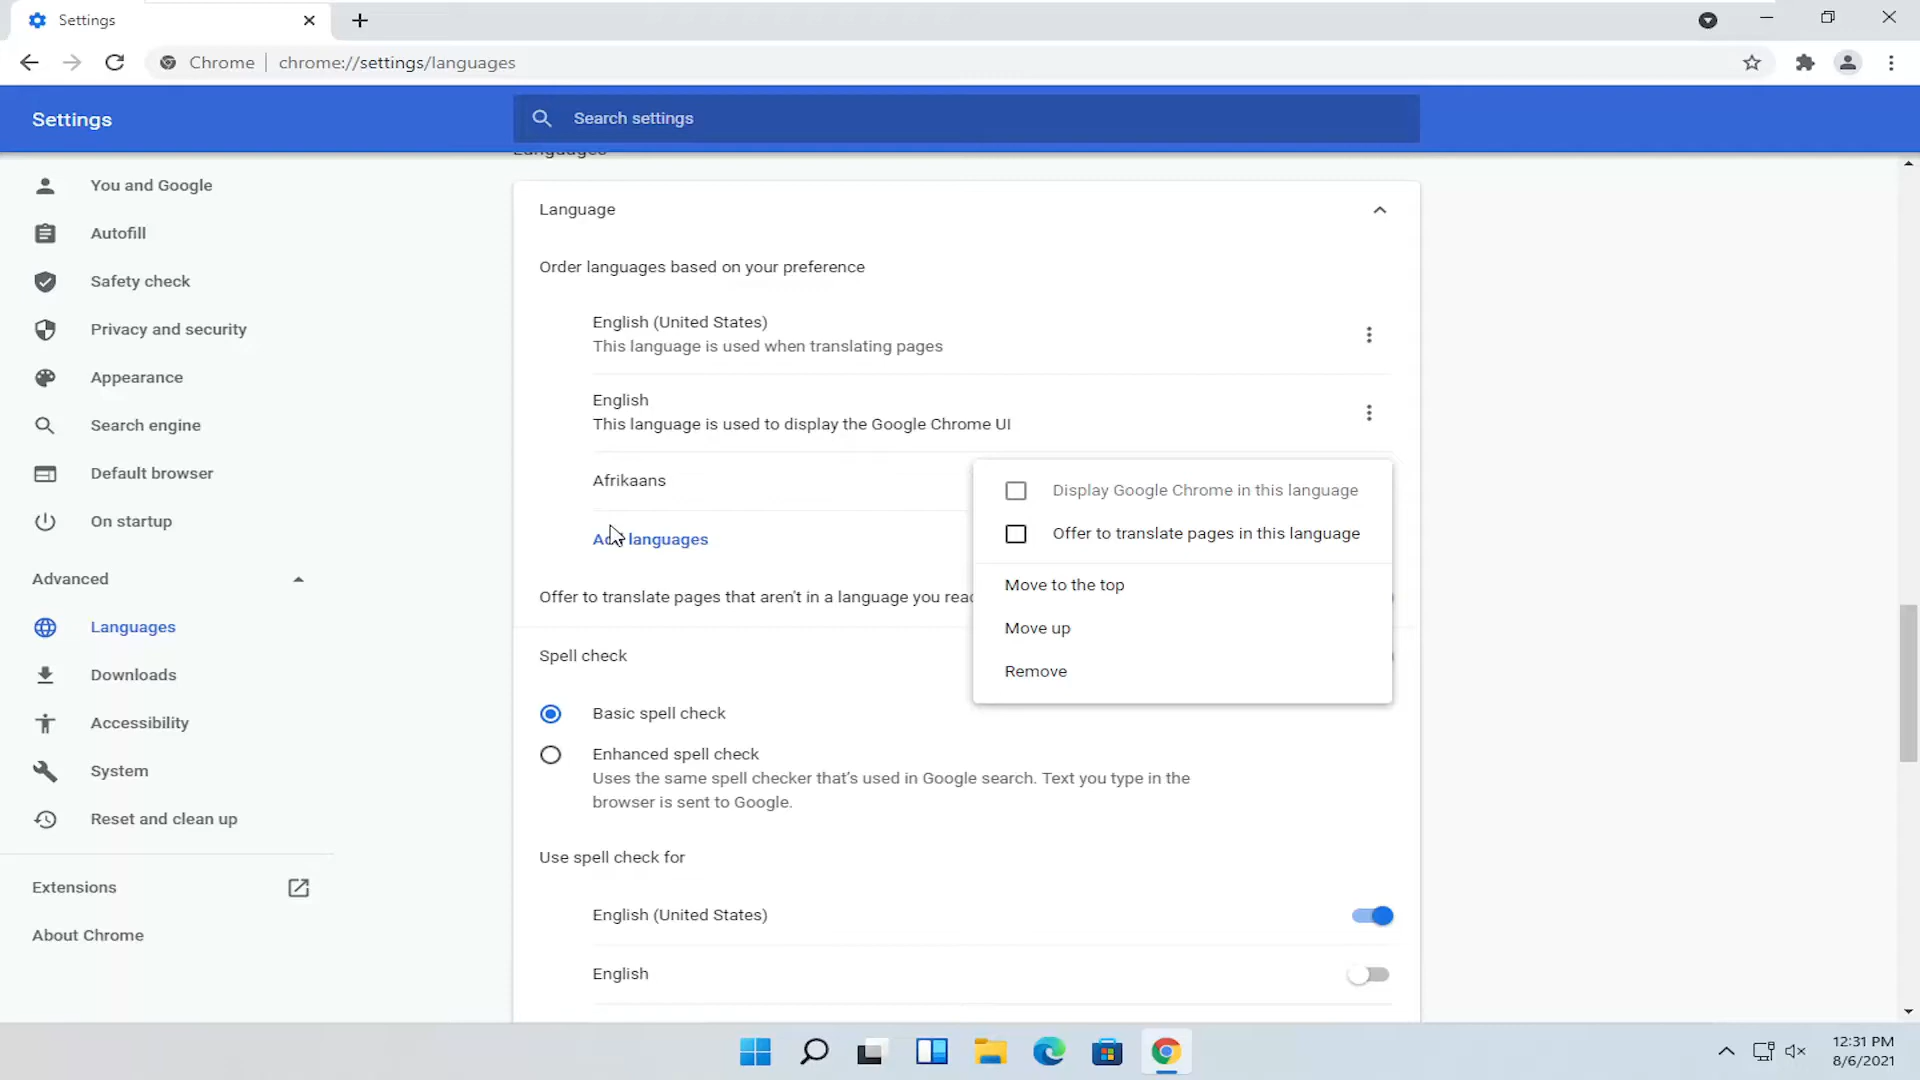 Settings
Chrome
chrome://settings/languages
Settings
Search settings
Languages
You and Google
Autofill
Safety check
Privacy and security
Appearance
Search engine
Default browser
On startup
Advanced
Languages
Downloads
Accessibility
System
Reset and clean up
Extensions
About Chrome
Language
Order languages based on your preference
English (United States)
This language is used when translating pages
English
This language is used to display the Google Chrome UI
Afrikaans
Add languages
Offer to translate pages that aren't in a language you read
Display Google Chrome in this language
Offer to translate pages in this language
Move to the top
Move up
Remove
Spell check
Basic spell check
Enhanced spell check
Uses the same spell checker that's used in Google search. Text you type in the
browser is sent to Google.
Use spell check for
English (United States)
English
12:31 PM
8/6/2021